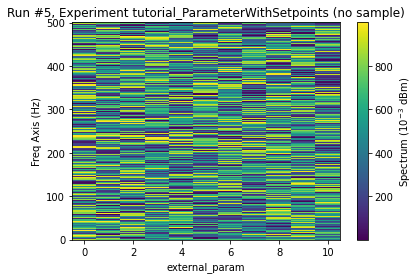 Run #5, Experiment tutorial_ParameterWithSetpoints (no sample)
500
400
300
200
100
0
Freq Axis (Hz)
0 2 4 6 8 10
external_param
800
600
400
200
Spectrum (10⁻³ dBm)